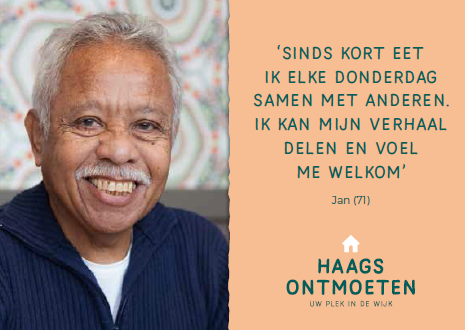 ‘SINDS KORT EET
IK ELKE DONDERDAG
SAMEN MET ANDEREN.
IK KAN MIJN VERHAAL
DELEN EN VOEL
ME WELKOM’
Jan (71)
HAAGS
ONTMOETEN
UW PLEK IN DE WIJK